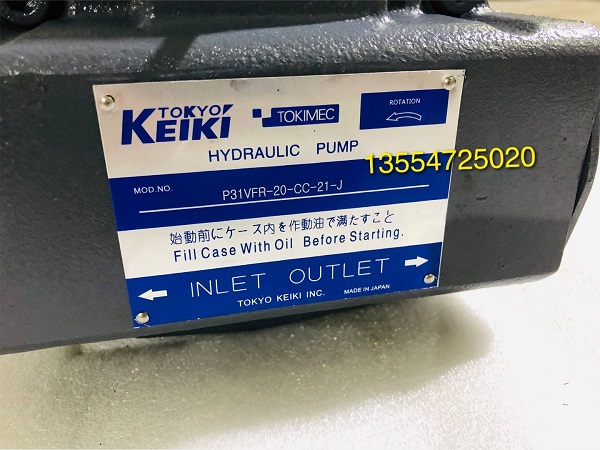 TOKYO
KEIKI
TOKIMEC
ROTATION
HYDRAULIC PUMP
13554725020
MOD.NO.
P31VFR-20-CC-21-J
始動前にケース内を作動油で満たすこと
Fill Case With Oil Before Starting.
INLET OUTLET
TOKYO KEIKI INC.
MADE IN JAPAN